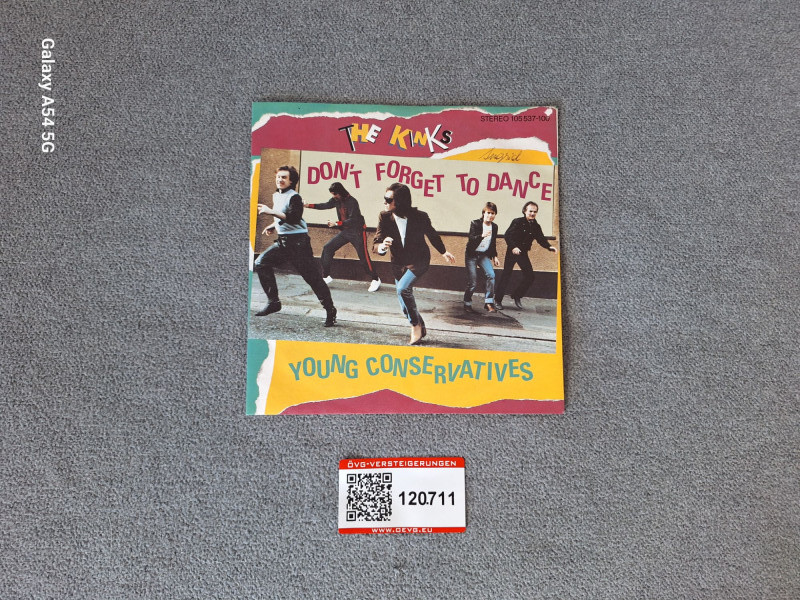 Galaxy A54 5G
STEREO 105 537-100
THE KINKS
Ingrid
DON'T FORGET TO DANCE
YOUNG CONSERVATIVES
ÖVG-VERSTEIGERUNGEN
120.711
WWW.OEVG.EU